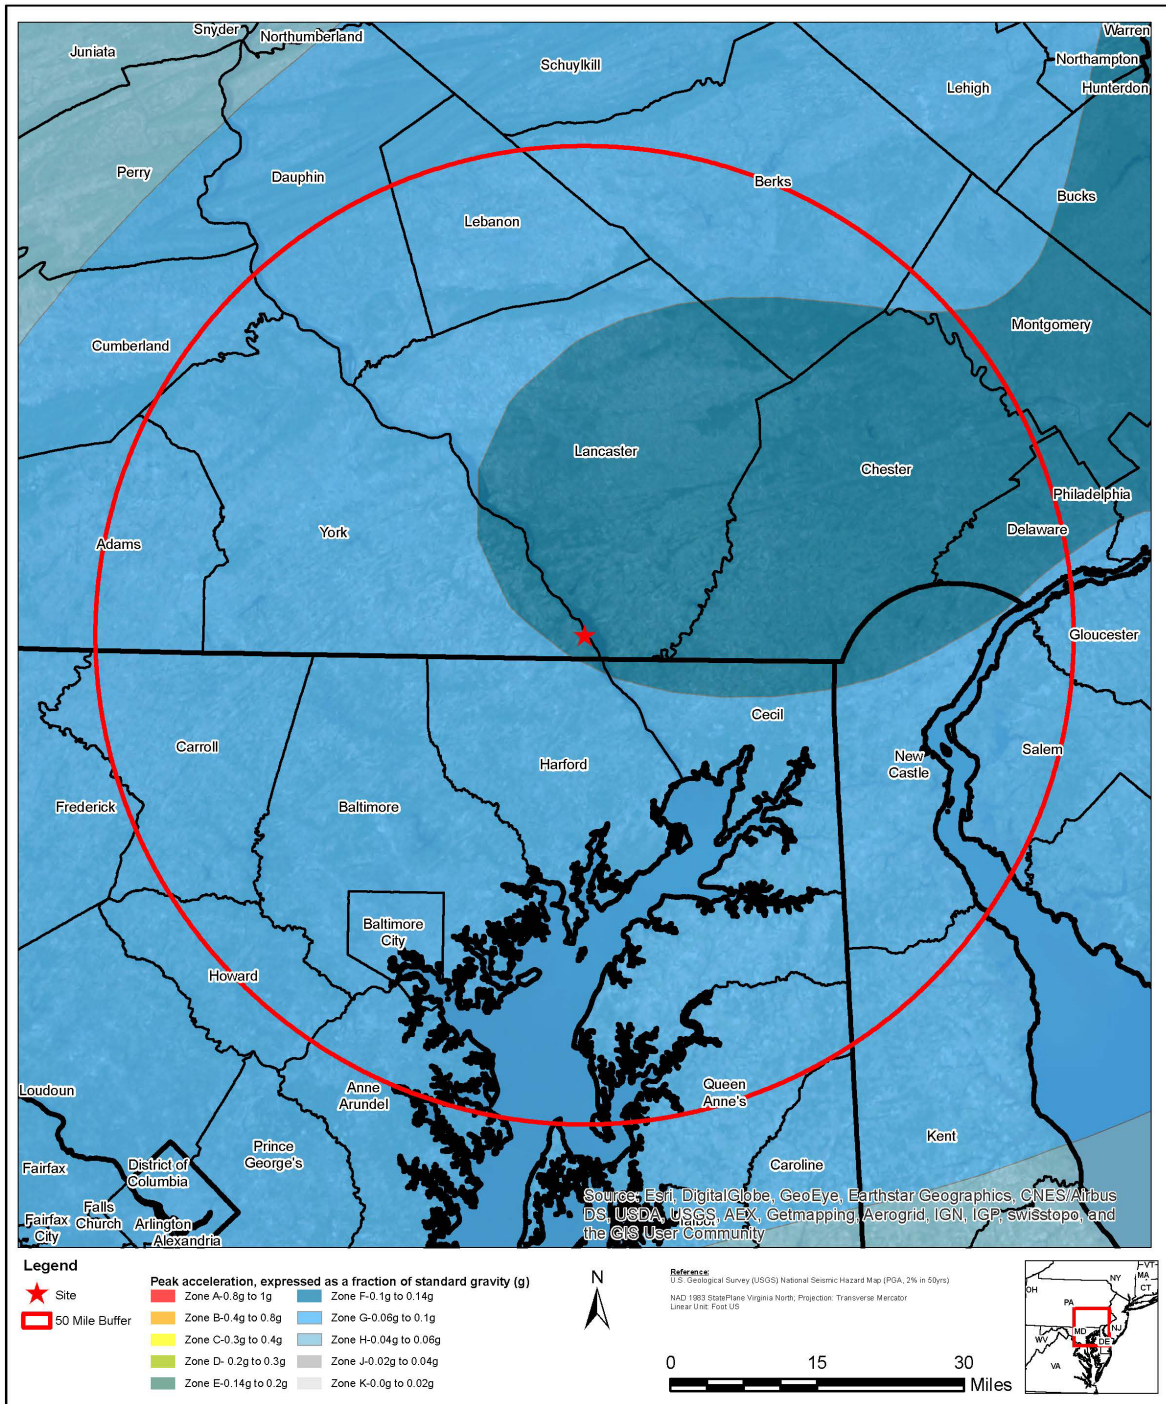 Snyder
Northumberland
Warren
Juniata
Schuylkill
Northampton
Lehigh
Hunterdon
Perry
Dauphin
Berks
Bucks
Lebanon
Montgomery
Cumberland
Lancaster
Chester
Philadelphia
York
Delaware
Adams
Gloucester
Cecil
Carroll
Salem
New
Castle
Harford
Frederick
Baltimore
Baltimore
City
Howard
Loudoun
Anne
Arundel
Queen
Anne's
Kent
Prince
George's
Fairfax
District of
Columbia
Caroline
Falls
Church
Fairfax
City
Arlington
Alexandria
Talbot
Source: Esri, DigitalGlobe, GeoEye, Earthstar Geographics, CNES/Airbus
DS, USDA, USGS, AEX, Getmapping, Aerogrid, IGN, IGP, swisstopo, and
the GIS User Community
Legend
Site
50 Mile Buffer
Peak acceleration, expressed as a fraction of standard gravity (g)
Zone A-0.8g to 1g
Zone B-0.4g to 0.8g
Zone C-0.3g to 0.4g
Zone D- 0.2g to 0.3g
Zone E-0.14g to 0.2g
Zone F-0.1g to 0.14g
Zone G-0.06g to 0.1g
Zone H-0.04g to 0.06g
Zone J-0.02g to 0.04g
Zone K-0.0g to 0.02g
N
Reference:
U.S. Geological Survey (USGS) National Seismic Hazard Map (PGA, 2% in 50yrs)
NAD 1983 StatePlane Virginia North; Projection: Transverse Mercator
Linear Unit: Foot US
0 15 30
Miles
VT
NY
MA
OH
CT
PA
NJ
MD
WV
DE
VA